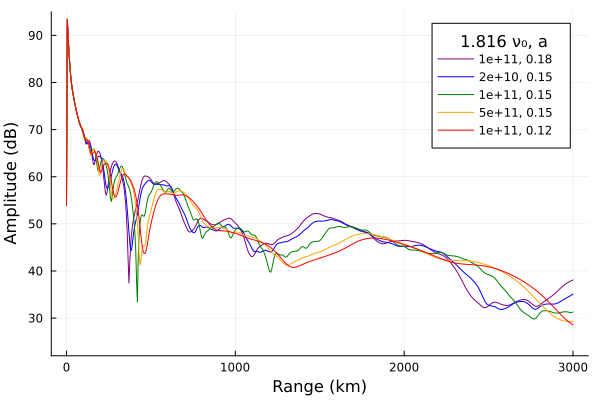 1.816 ν₀, a
1e+11, 0.18
2e+10, 0.15
1e+11, 0.15
5e+11, 0.15
1e+11, 0.12
Amplitude (dB)
90
80
70
60
50
40
30
0 1000 2000 3000
Range (km)